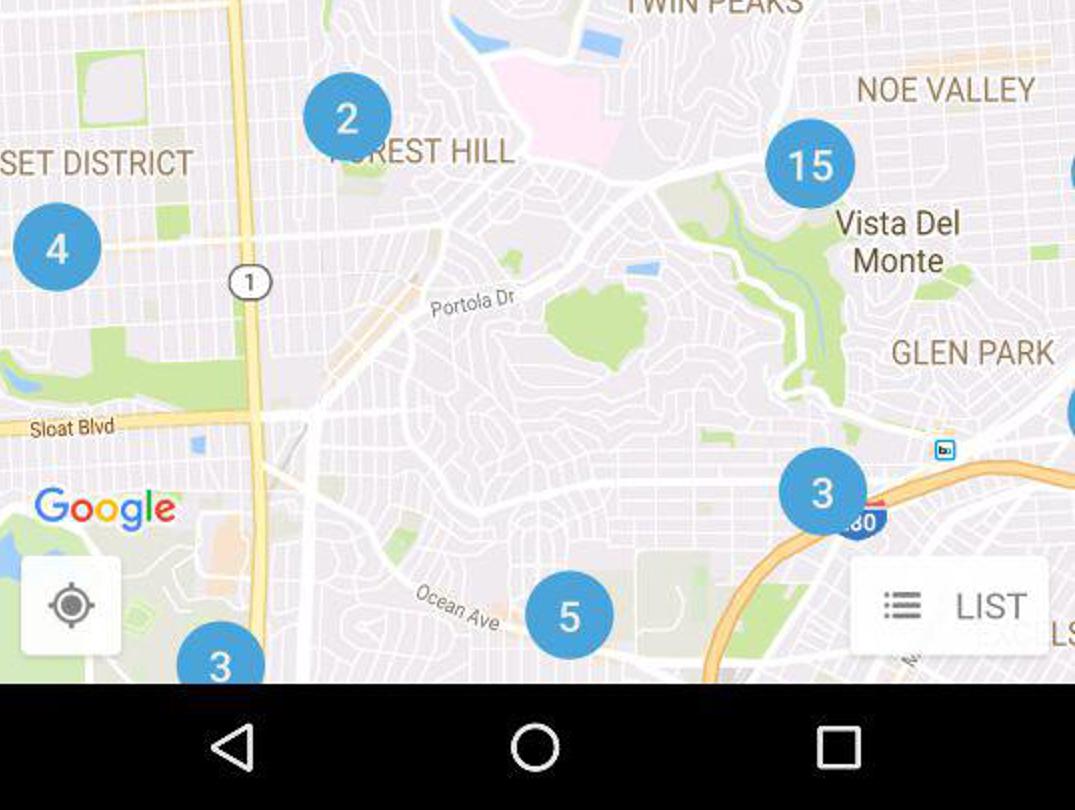 TWIN PEAKS
NOE VALLEY
2
FOREST HILL
15
SET DISTRICT
Vista Del
Monte
4
1
Portola Dr
GLEN PARK
Sloat Blvd
3
80
Google
Ocean Ave
5
LIST
3